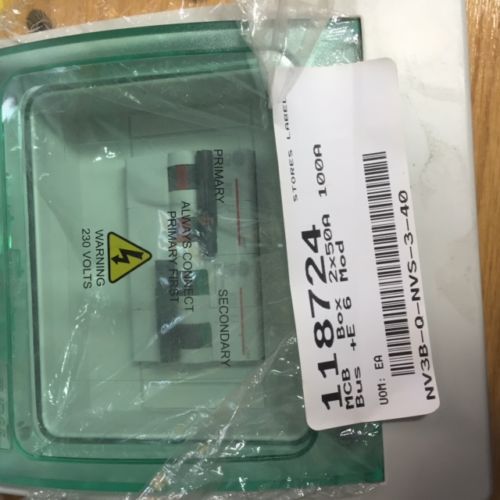 PRIMARY
SECONDARY
ALWAYS CONNECT
PRIMARY FIRST
WARNING
230 VOLTS
STORES LABEL
118724
MCB Box 2x50A 100A
Bus +E 6 Mod
UOM: EA
NV3B-Q-NVS-3-40